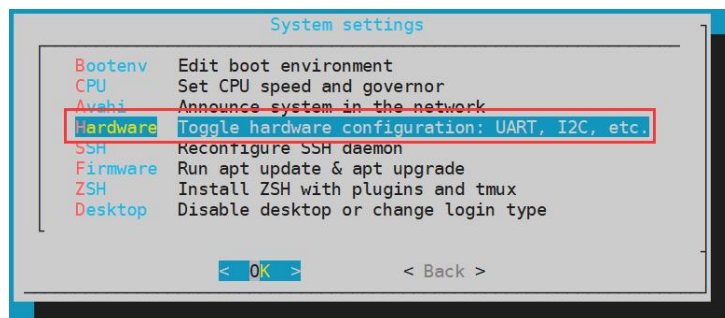 System settings
Bootenv Edit boot environment
CPU Set CPU speed and governor
Avahi Announce system in the network
Hardware Toggle hardware configuration: UART, I2C, etc.
SSH Reconfigure SSH daemon
Firmware Run apt update & apt upgrade
ZSH Install ZSH with plugins and tmux
Desktop Disable desktop or change login type
< OK > < Back >